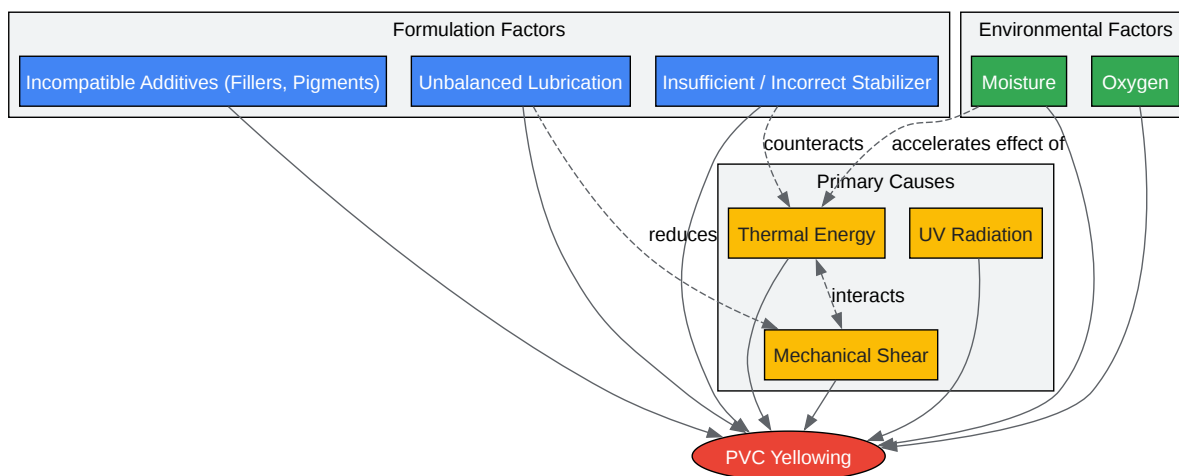 Formulation Factors
Environmental Factors
Incompatible Additives (Fillers, Pigments)
Unbalanced Lubrication
Insufficient / Incorrect Stabilizer
Moisture
Oxygen
counteracts
accelerates effect of
Primary Causes
reduces
Thermal Energy
UV Radiation
interacts
Mechanical Shear
PVC Yellowing